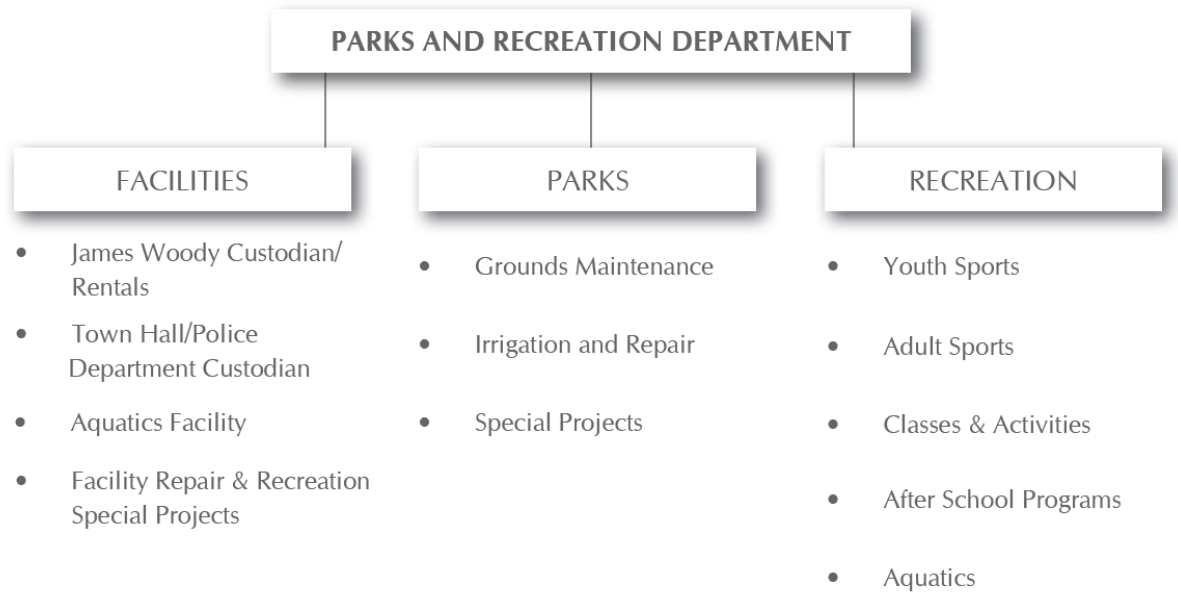 PARKS AND RECREATION DEPARTMENT
FACILITIES
• James Woody Custodian/
Rentals
• Town Hall/Police
Department Custodian
• Aquatics Facility
• Facility Repair & Recreation
Special Projects
PARKS
• Grounds Maintenance
• Irrigation and Repair
• Special Projects
RECREATION
• Youth Sports
• Adult Sports
• Classes & Activities
• After School Programs
• Aquatics